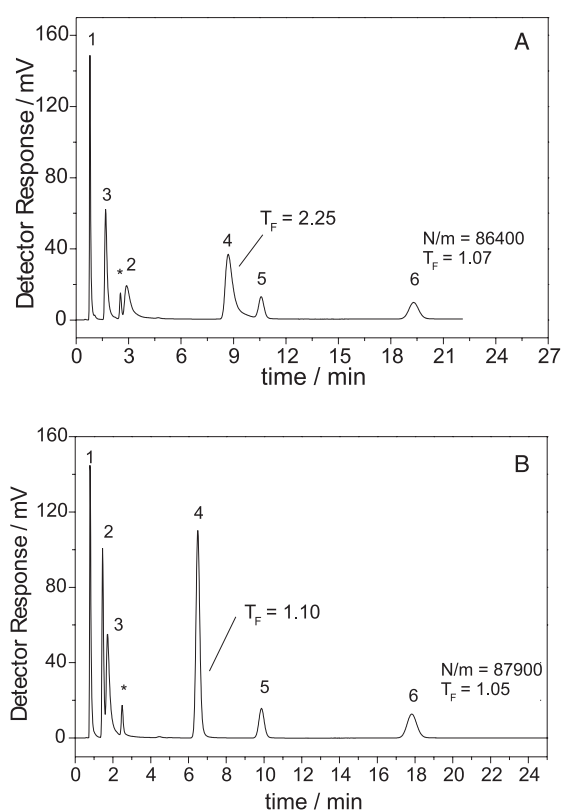 A
160
120
80
40
0
Detector Response / mV
1
3
* 2
4
T_F = 2.25
5
N/m = 86400
T_F = 1.07
6
0 3 6 9 12 15 18 21 24 27
time / min
B
160
120
80
40
0
Detector Response / mV
1
2
3
*
4
T_F = 1.10
5
N/m = 87900
T_F = 1.05
6
0 2 4 6 8 10 12 14 16 18 20 22 24
time / min